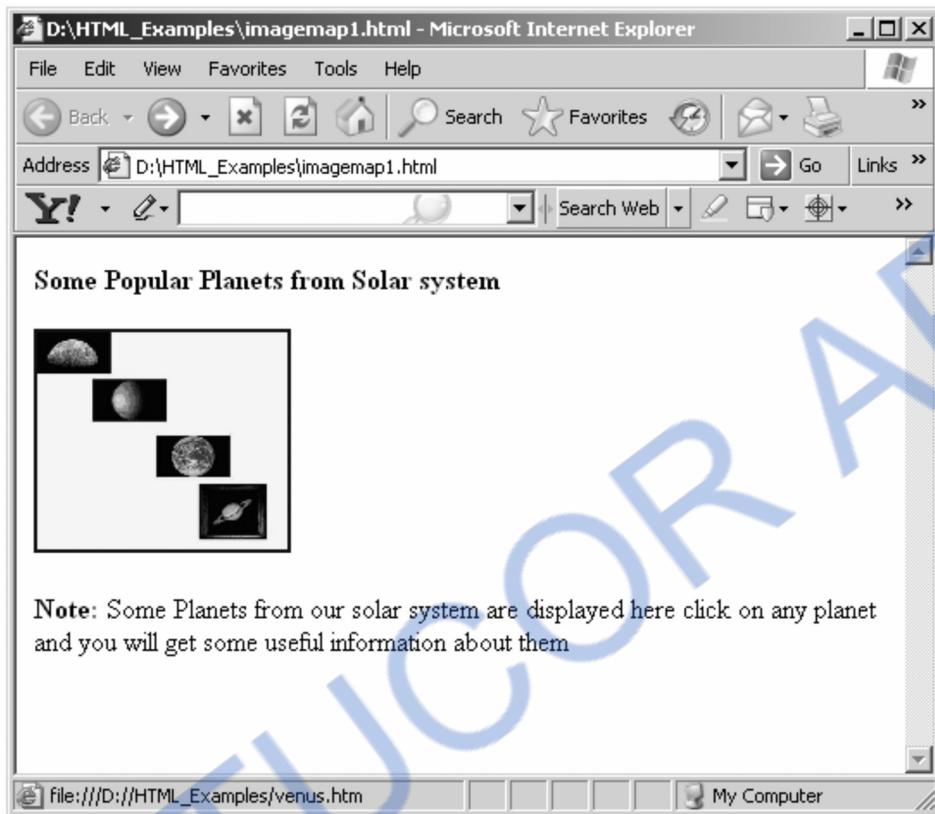 D:\HTML_Examples\imagemap1.html - Microsoft Internet Explorer
File Edit View Favorites Tools Help
Back Search Favorites
Address D:\HTML_Examples\imagemap1.html Go Links
Y! Search Web
Some Popular Planets from Solar system
Note: Some Planets from our solar system are displayed here click on any planet
and you will get some useful information about them
file:///D://HTML_Examples/venus.htm My Computer